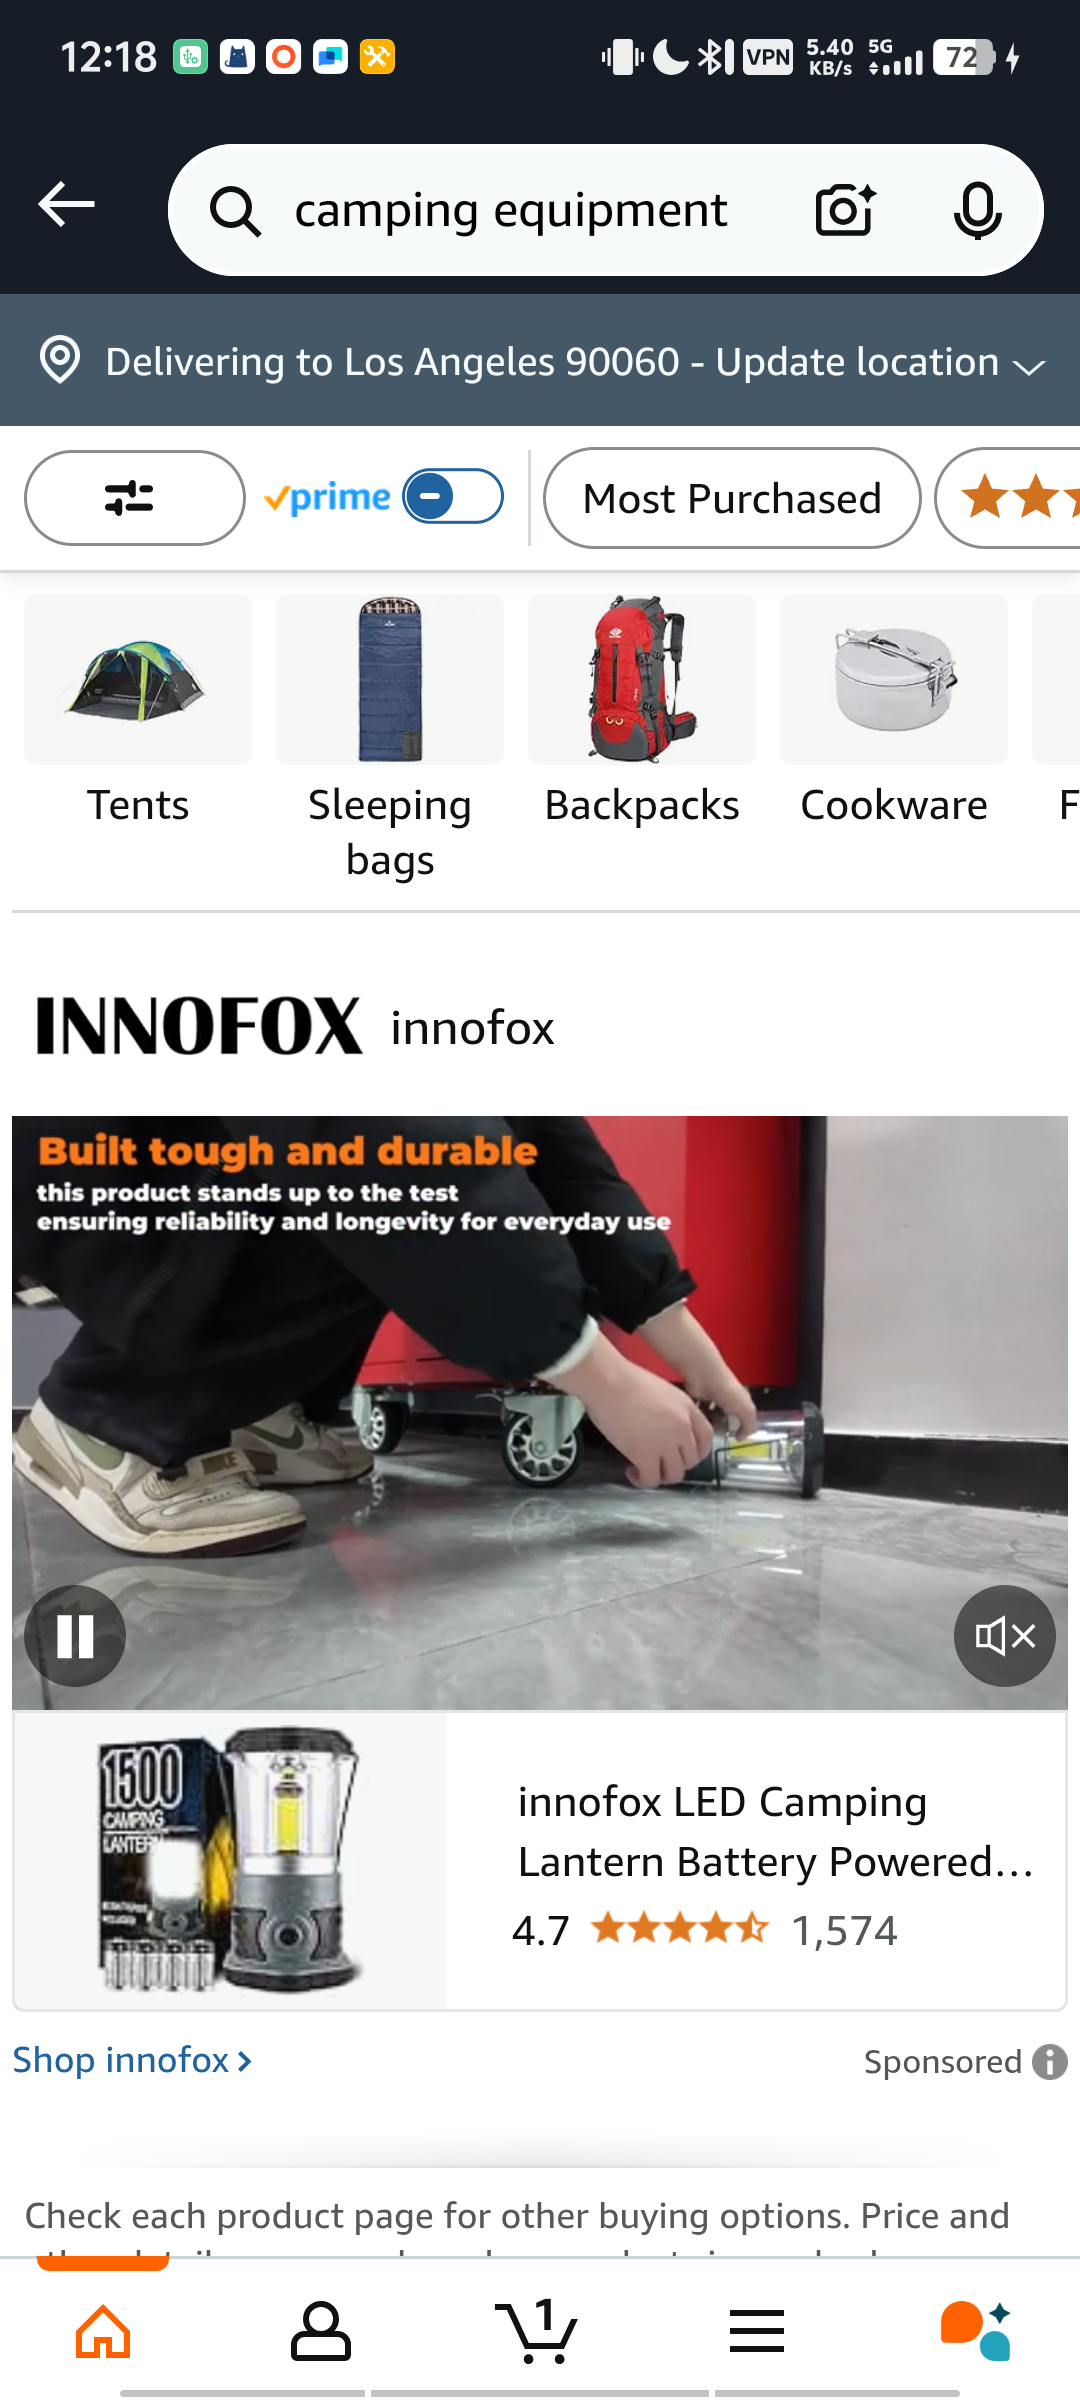 12:18
VPN
5.40 KB/s
5G
72
camping equipment
Delivering to Los Angeles 90060 - Update location
prime
Most Purchased
Tents
Sleeping bags
Backpacks
Cookware
F
INNOFOX
innofox
Built tough and durable
this product stands up to the test
ensuring reliability and longevity for everyday use
1500
CAMPING
LANTERN
innofox LED Camping
Lantern Battery Powered...
4.7
1,574
Shop innofox
Sponsored
Check each product page for other buying options. Price and
1